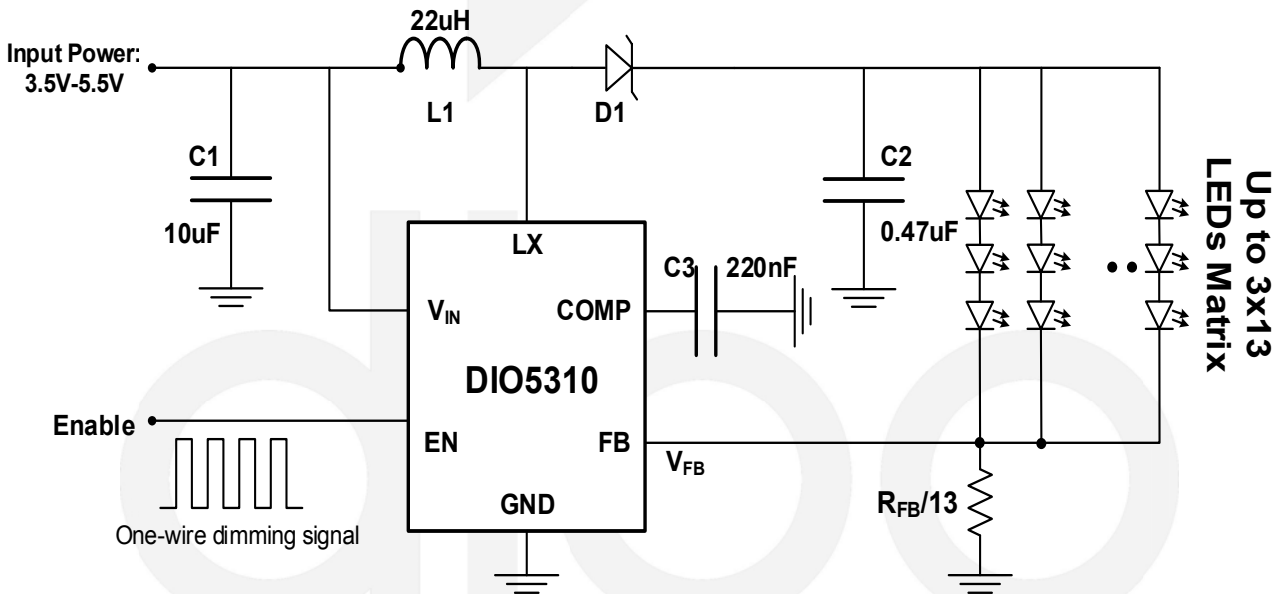 22uH
Input Power:
3.5V-5.5V
L1
D1
C1
10uF
C2
0.47uF
Up to 3x13
LEDs Matrix
LX
C3
220nF
VIN
COMP
DIO5310
Enable
EN
FB
VFB
GND
RFB/13
One-wire dimming signal
dioo